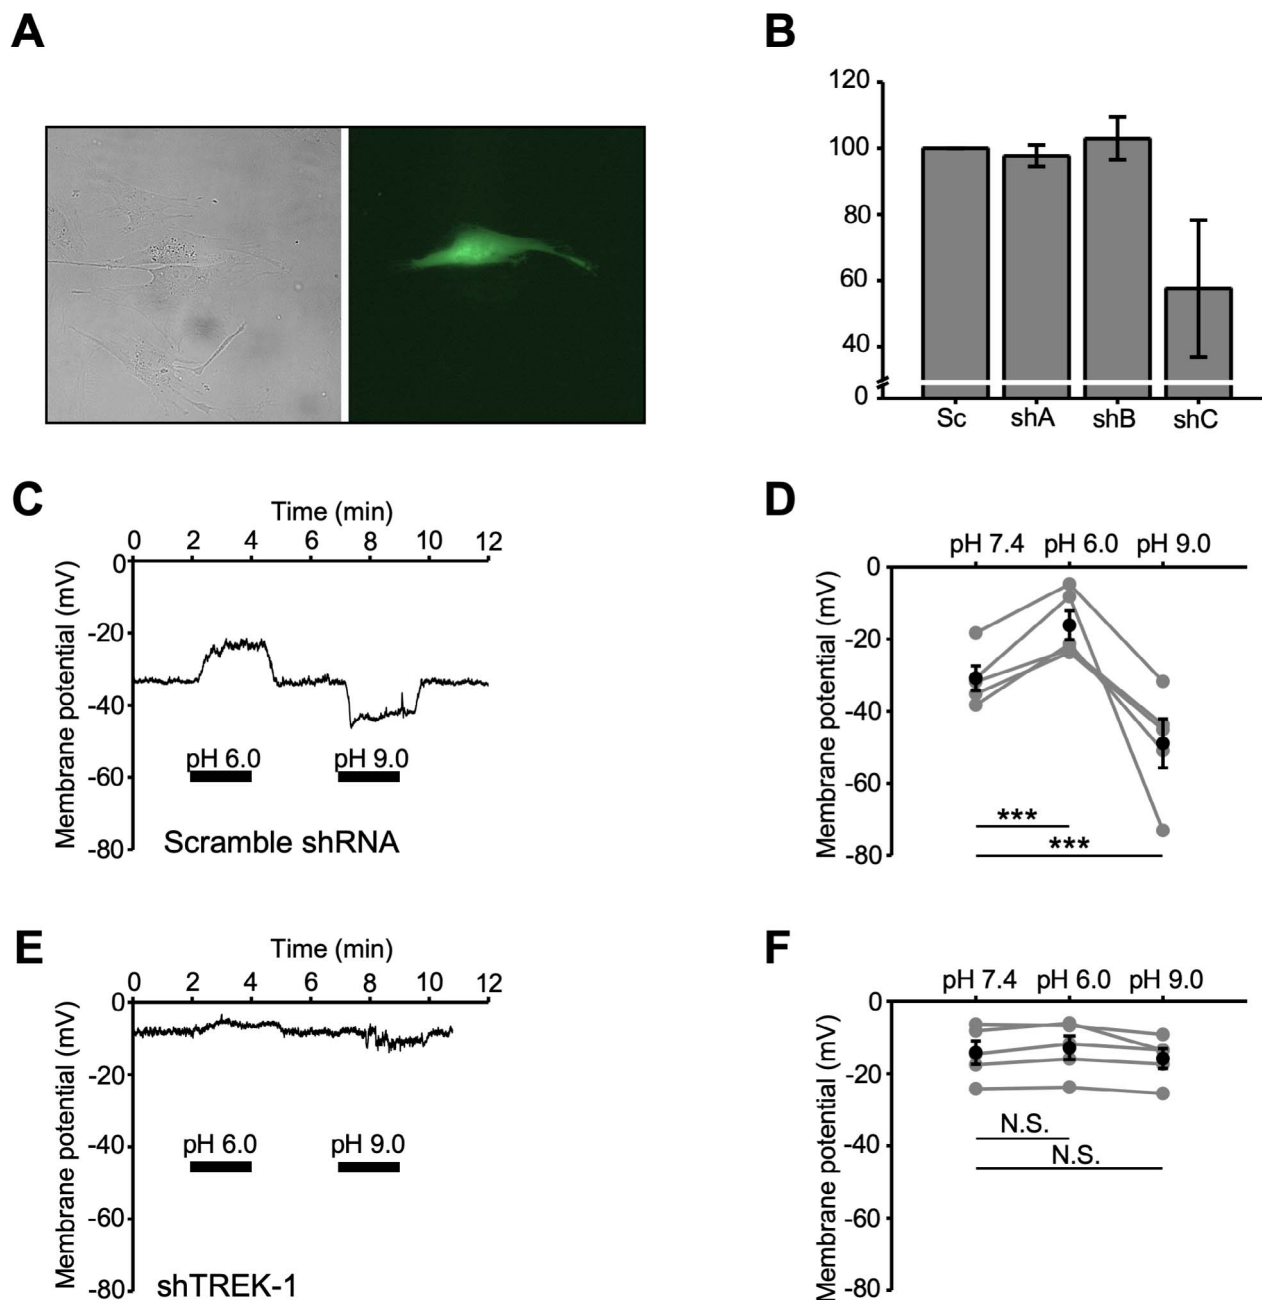 A
B
120
100
80
60
40
0
Sc shA shB shC
C
Time (min)
0 2 4 6 8 10 12
Membrane potential (mV)
0
-20
-40
-60
-80
pH 6.0 pH 9.0
Scramble shRNA
D
pH 7.4 pH 6.0 pH 9.0
Membrane potential (mV)
0
-20
-40
-60
-80
***
***
E
Time (min)
0 2 4 6 8 10 12
Membrane potential (mV)
0
-20
-40
-60
-80
pH 6.0 pH 9.0
shTREK-1
F
pH 7.4 pH 6.0 pH 9.0
Membrane potential (mV)
0
-20
-40
-60
-80
N.S.
N.S.